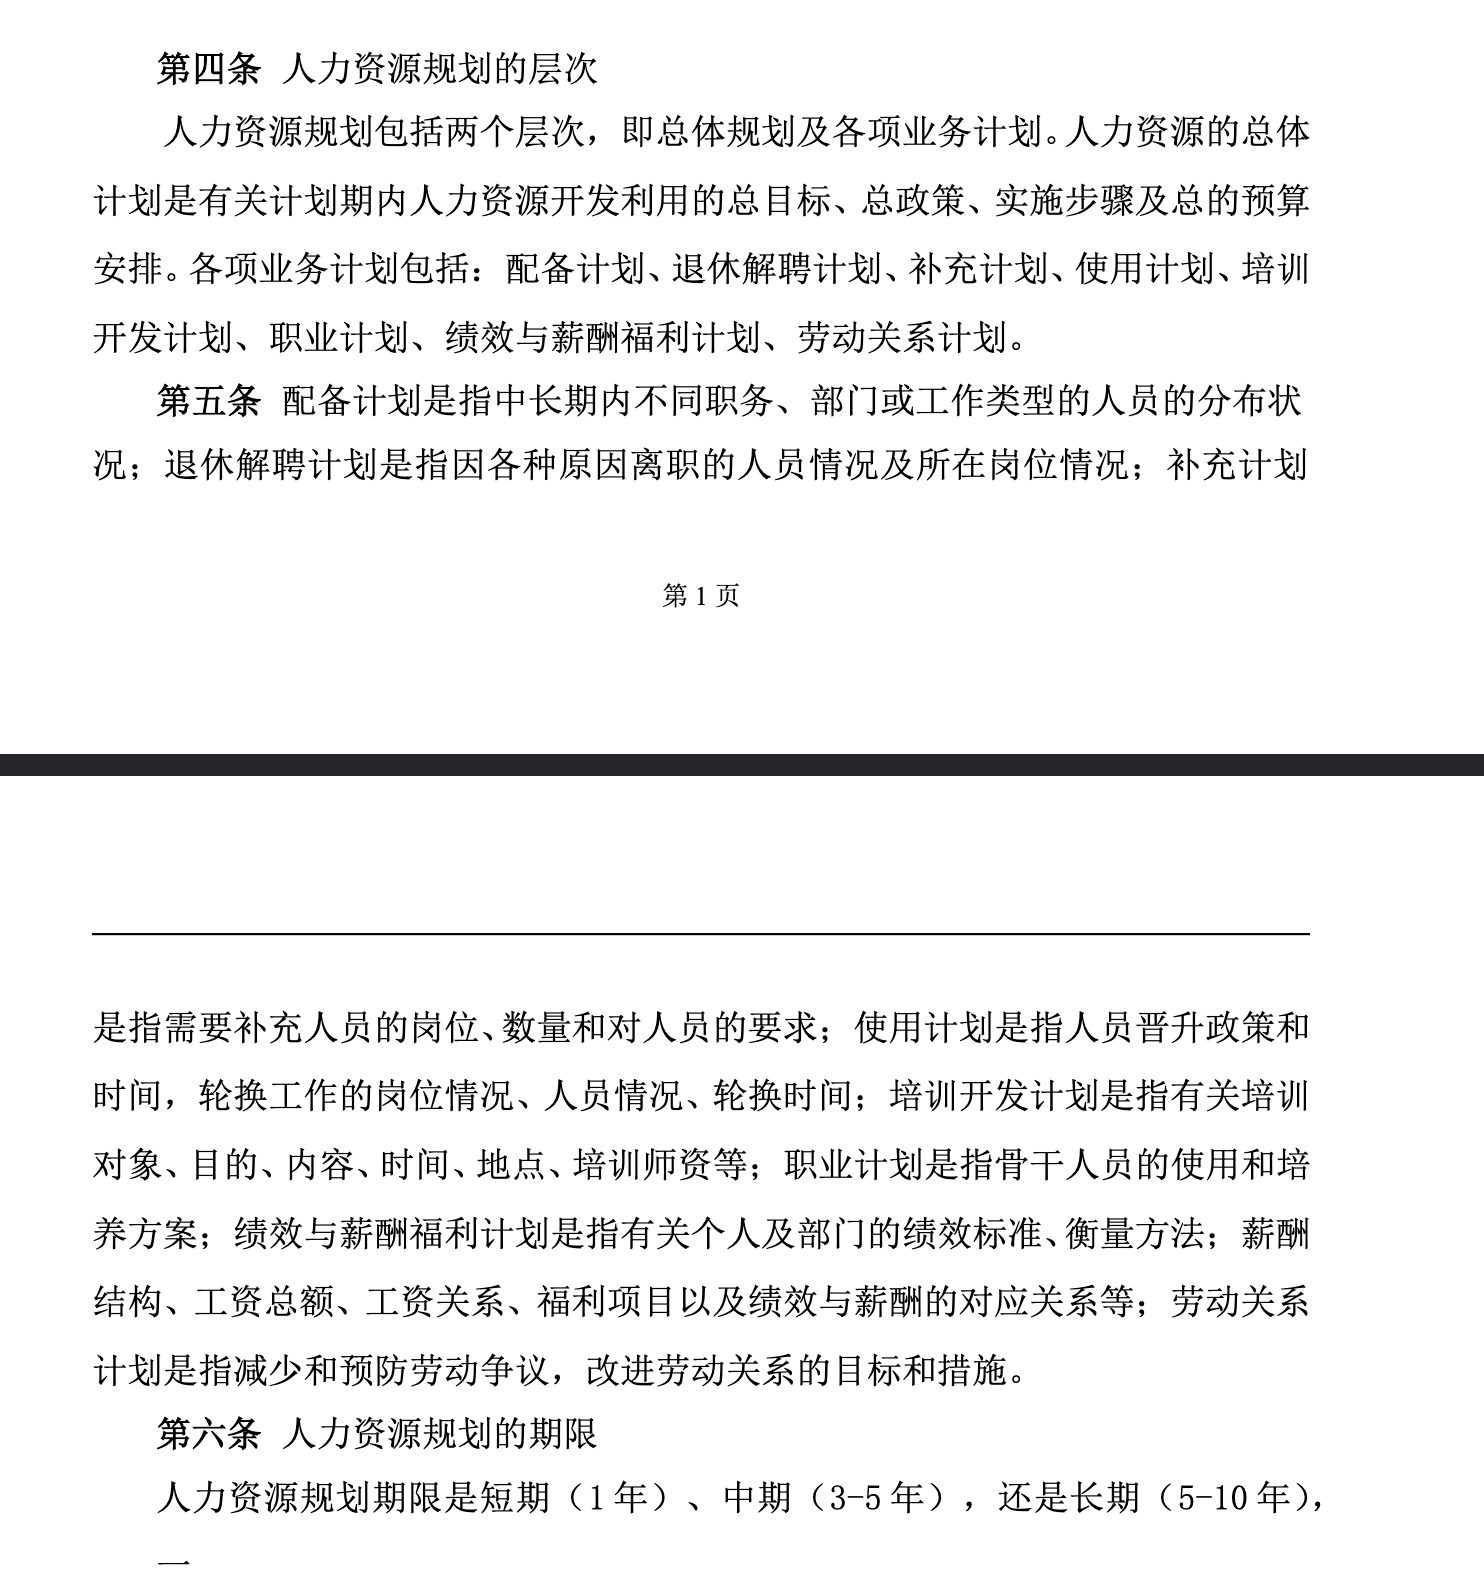 第四条 人力资源规划的层次
人力资源规划包括两个层次，即总体规划及各项业务计划。人力资源的总体
计划是有关计划期内人力资源开发利用的总目标、总政策、实施步骤及总的预算
安排。各项业务计划包括：配备计划、退休解聘计划、补充计划、使用计划、培训
开发计划、职业计划、绩效与薪酬福利计划、劳动关系计划。
第五条 配备计划是指中长期内不同职务、部门或工作类型的人员的分布状
况；退休解聘计划是指因各种原因离职的人员情况及所在岗位情况；补充计划
第 1 页
是指需要补充人员的岗位、数量和对人员的要求；使用计划是指人员晋升政策和
时间，轮换工作的岗位情况、人员情况、轮换时间；培训开发计划是指有关培训
对象、目的、内容、时间、地点、培训师资等；职业计划是指骨干人员的使用和培
养方案；绩效与薪酬福利计划是指有关个人及部门的绩效标准、衡量方法；薪酬
结构、工资总额、工资关系、福利项目以及绩效与薪酬的对应关系等；劳动关系
计划是指减少和预防劳动争议，改进劳动关系的目标和措施。
第六条 人力资源规划的期限
人力资源规划期限是短期（1 年）、中期（3-5 年），还是长期（5-10 年），